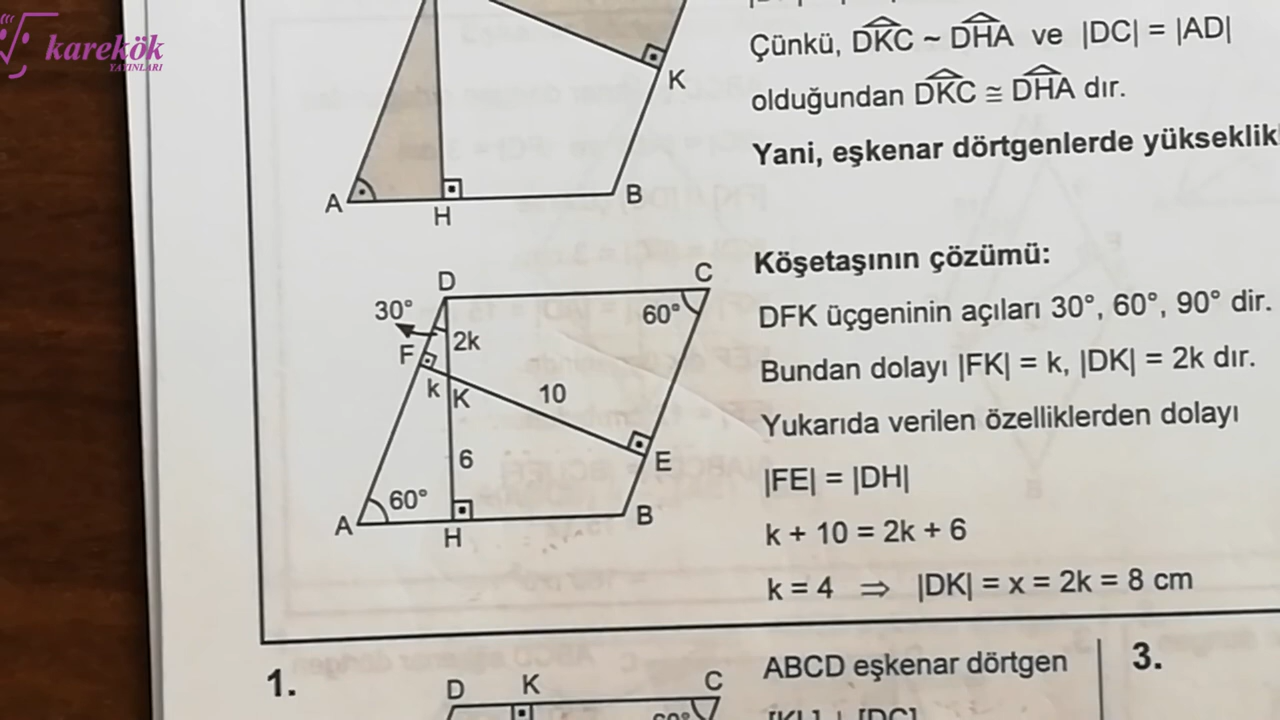 karekök
YAYINLARI
K
A
H
B
Çünkü, DKC ~ DHA ve |DC| = |AD|
olduğundan DKC ≅ DHA dır.
Yani, eşkenar dörtgenlerde yükseklik
D
C
30°
60°
2k
F
k
K
10
6
E
60°
A
H
B
Köşetaşının çözümü:
DFK üçgeninin açıları 30°, 60°, 90° dir.
Bundan dolayı |FK| = k, |DK| = 2k dır.
Yukarıda verilen özelliklerden dolayı
|FE| = |DH|
k + 10 = 2k + 6
k = 4 ⇒ |DK| = x = 2k = 8 cm
1.
D
K
C
60°
ABCD eşkenar dörtgen
3.